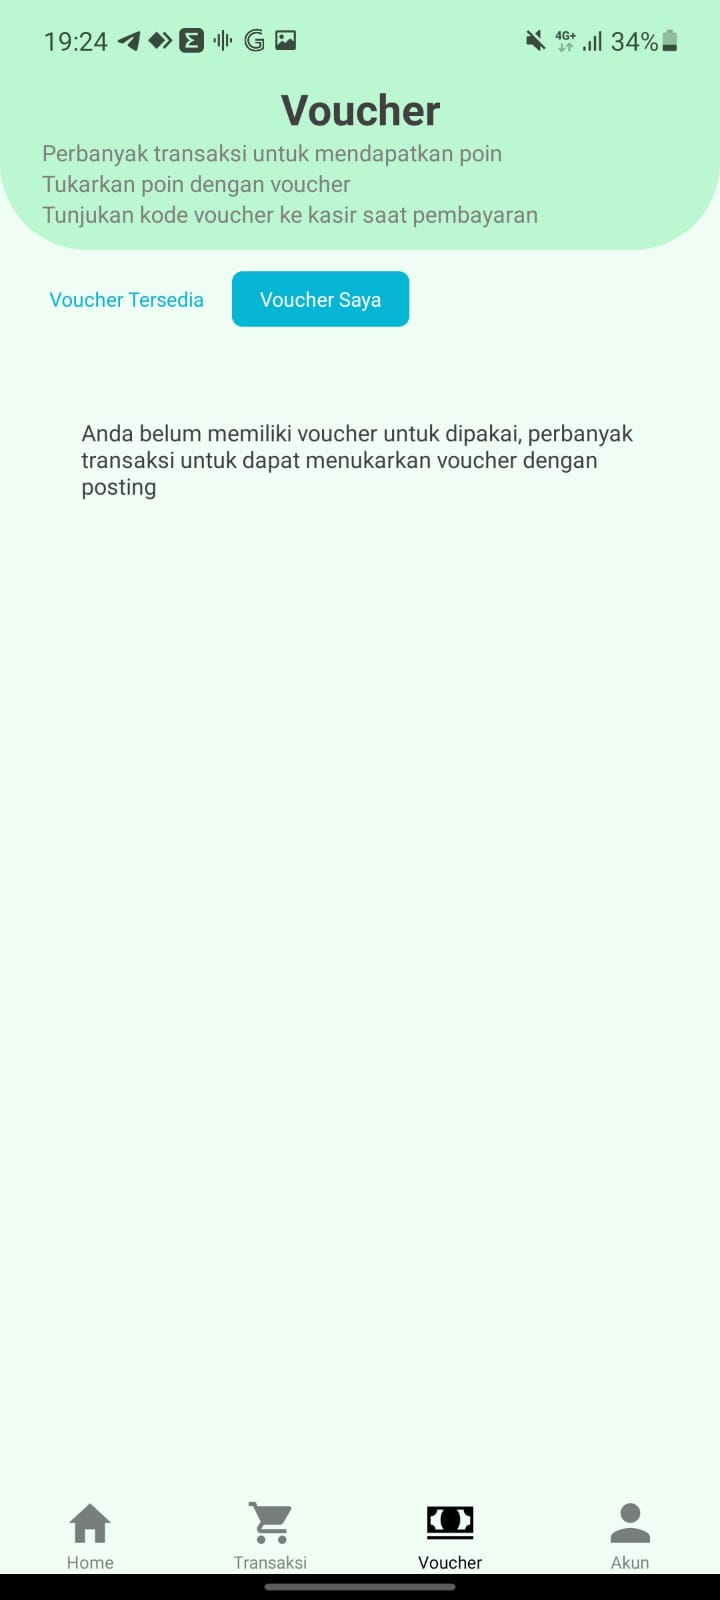 19:24
4G+
34%
Voucher
Perbanyak transaksi untuk mendapatkan poin
Tukarkan poin dengan voucher
Tunjukan kode voucher ke kasir saat pembayaran
Voucher Tersedia
Voucher Saya
Anda belum memiliki voucher untuk dipakai, perbanyak
transaksi untuk dapat menukarkan voucher dengan
posting
Home
Transaksi
Voucher
Akun